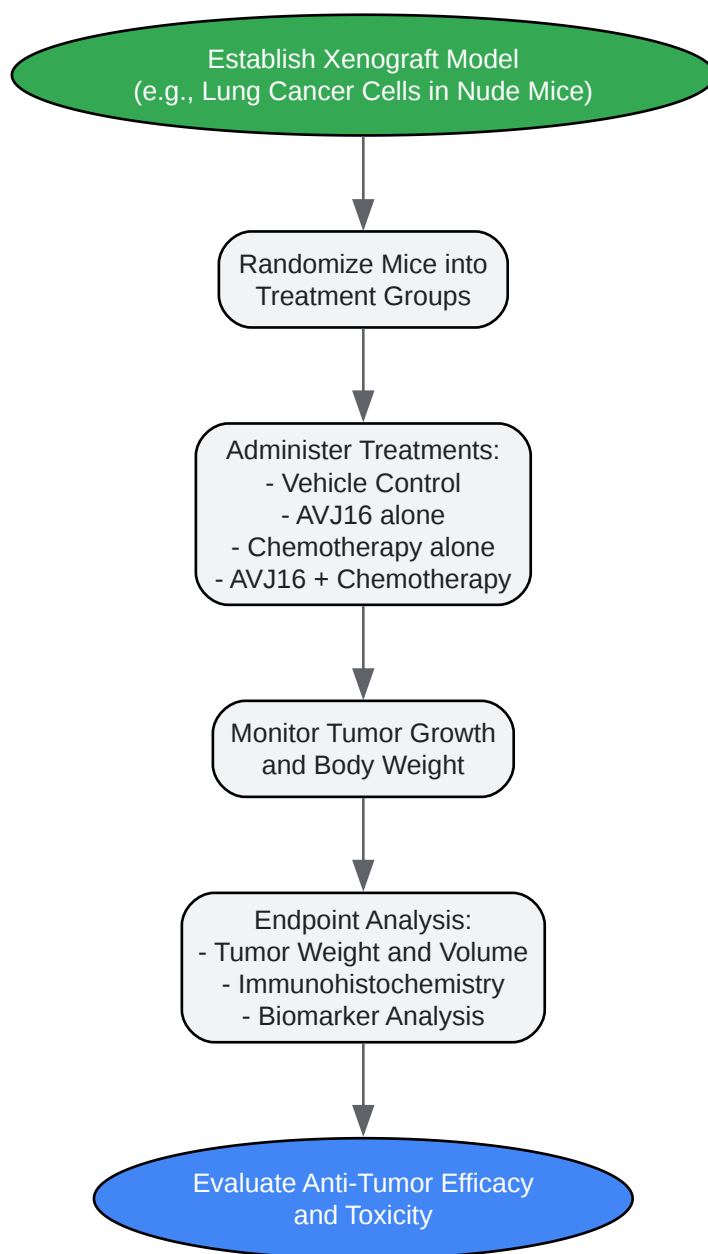 Establish Xenograft Model
(e.g., Lung Cancer Cells in Nude Mice)
Randomize Mice into
Treatment Groups
Administer Treatments:
- Vehicle Control
- AVJ16 alone
- Chemotherapy alone
- AVJ16 + Chemotherapy
Monitor Tumor Growth
and Body Weight
Endpoint Analysis:
- Tumor Weight and Volume
- Immunohistochemistry
- Biomarker Analysis
Evaluate Anti-Tumor Efficacy
and Toxicity